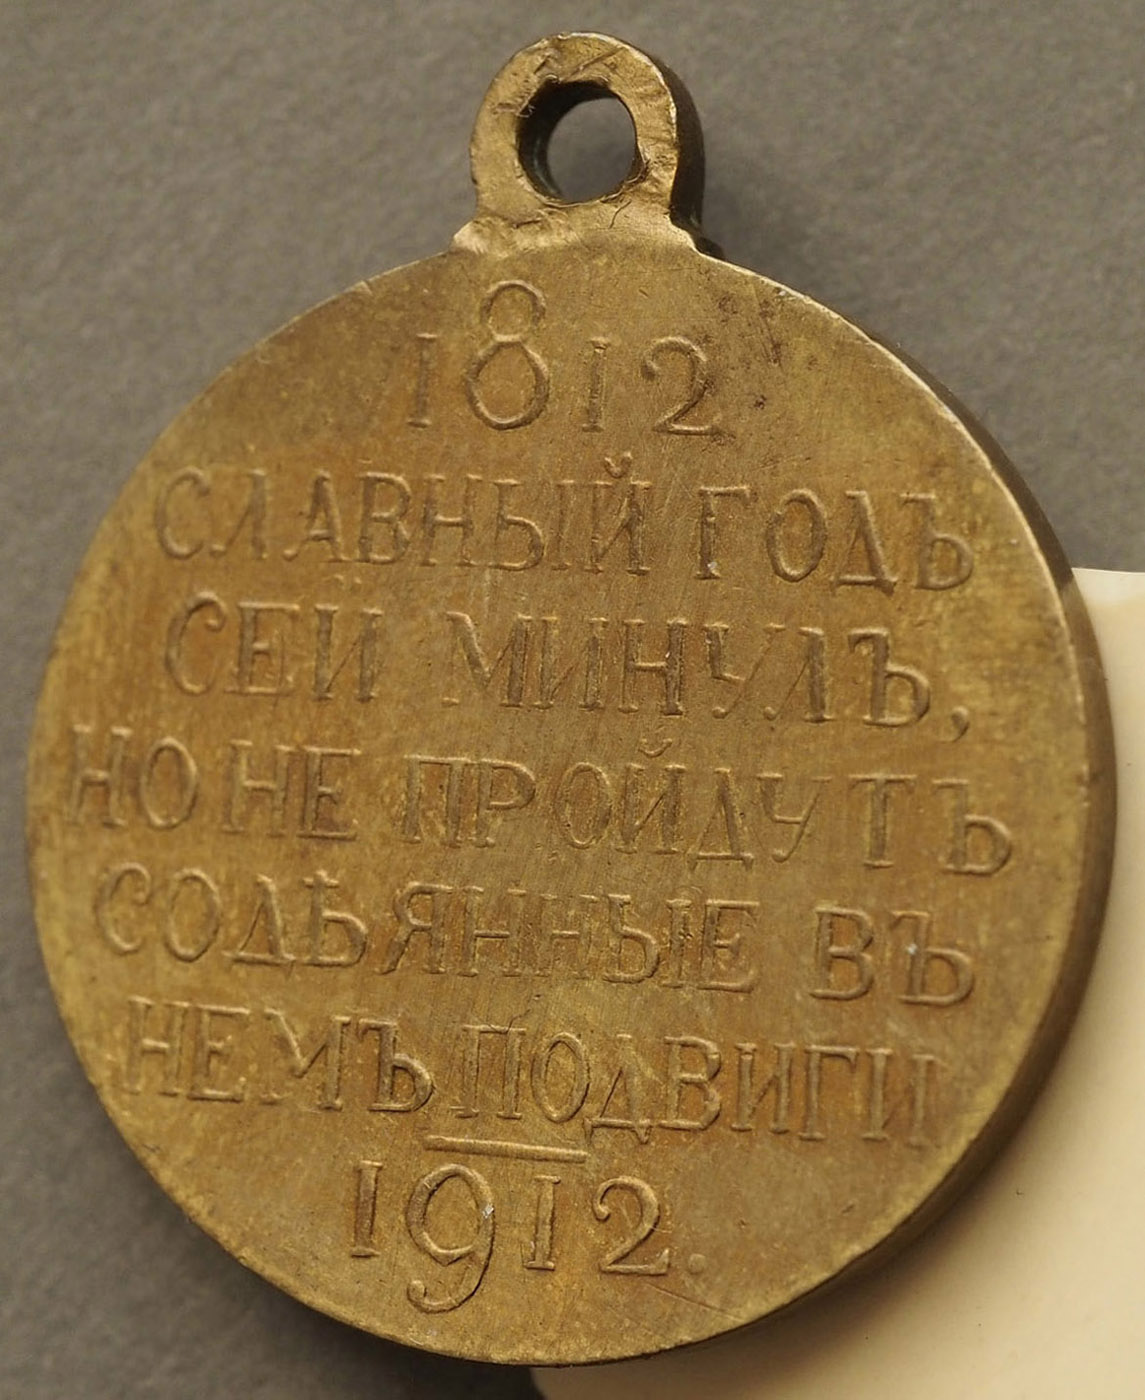 1812
СЛАВНЫЙ ГОДЪ
СЕЙ МИНУЛЪ,
НО НЕ ПРОЙДУТЪ
СОДѢЯННЫЕ ВЪ
НЕМЪ ПОДВИГИ
1912.